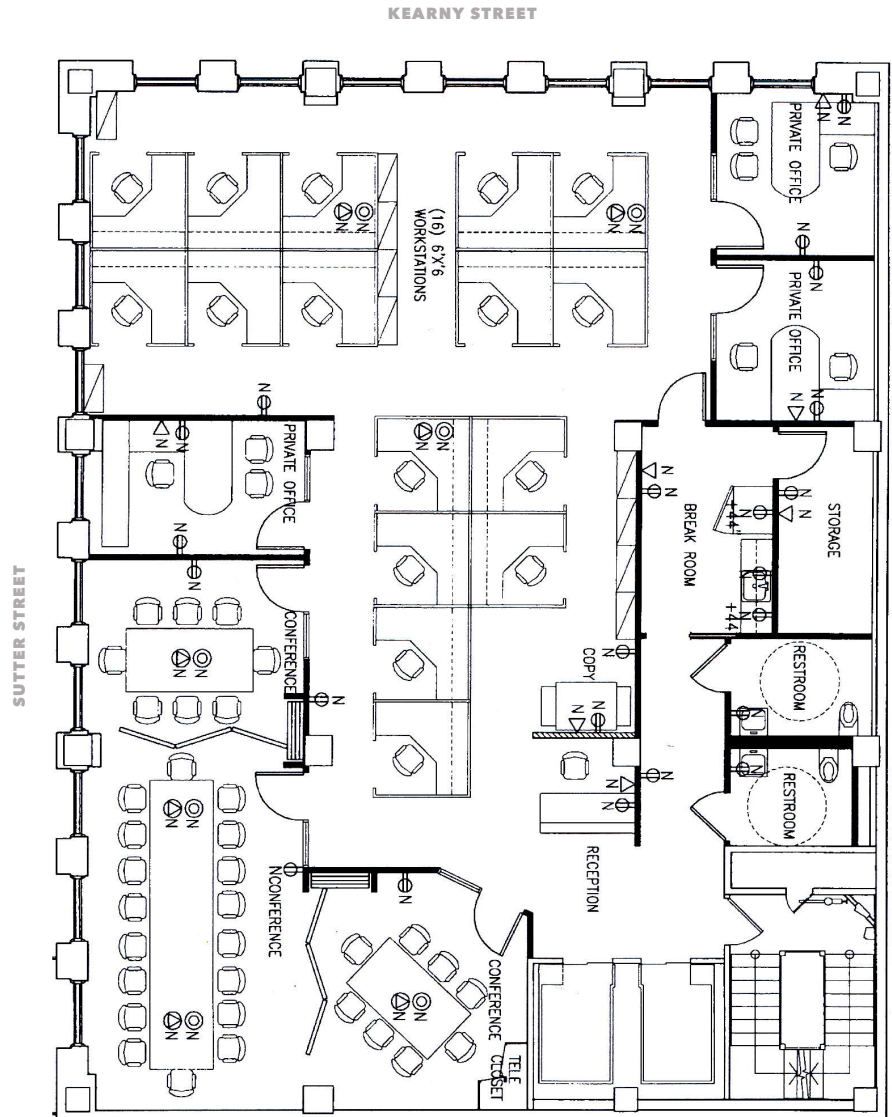 KEARNY STREET
SUTTER STREET
PRIVATE OFFICE
N
N
N
PRIVATE OFFICE
N
N
N
(16) 6'X'6
WORKSTATIONS
N
N
N
N
N
PRIVATE OFFICE
N
N
N
N
N
BREAK ROOM
N
N
STORAGE
N
N
+44"
N
N
+44
N
CONFERENCE
N
N
N
N
COPY
N
N
N
RESTROOM
N
RESTROOM
N
N
N
N
RECEPTION
NCONFERENCE
N
N
N
N
CONFERENCE
N
N
N
TELE
CLOSET